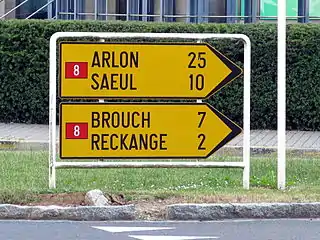 8
ARLON 25
SAEUL 10
8
BROUCH 7
RECKANGE 2